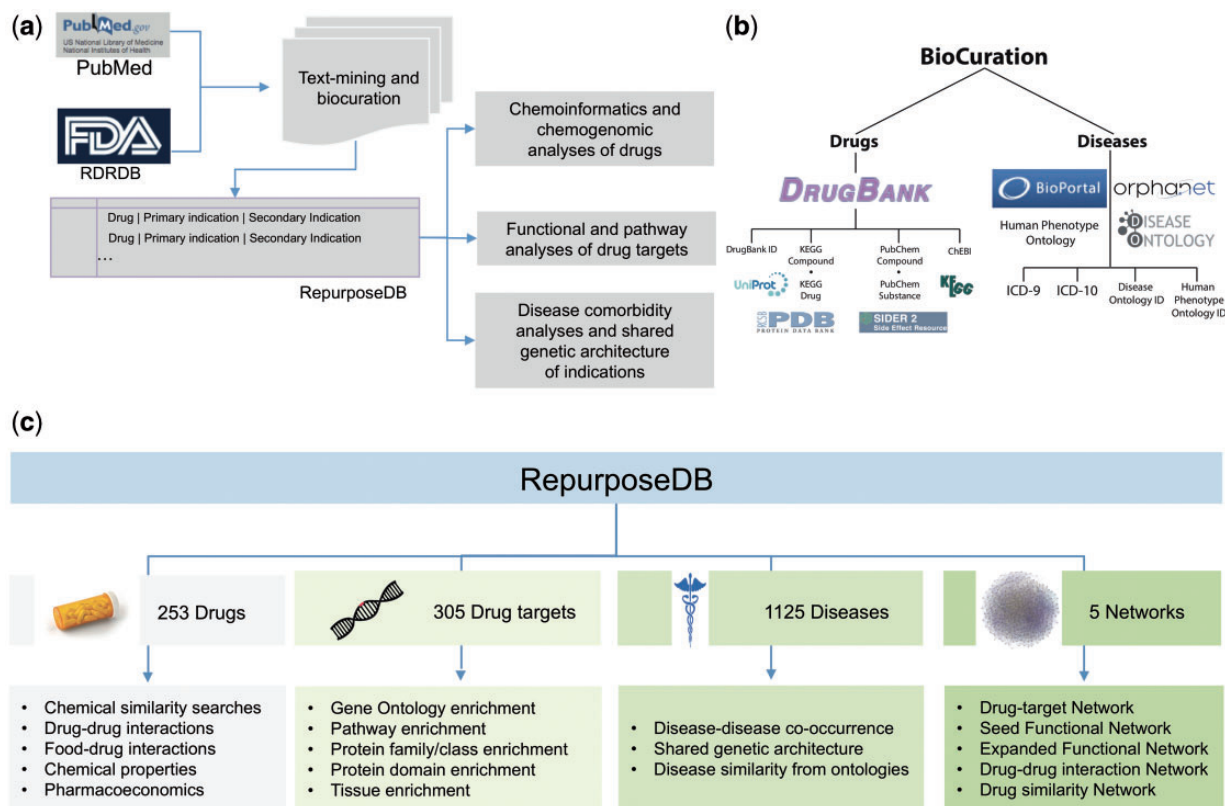 (a)
PubMed.gov
US National Library of Medicine
National Institutes of Health
PubMed
FDA
RDRDB
Text-mining and
biocuration
Drug | Primary indication | Secondary Indication
Drug | Primary indication | Secondary Indication
...
RepurposeDB
Chemoinformatics and
chemogenomic
analyses of drugs
Functional and pathway
analyses of drug targets
Disease comorbidity
analyses and shared
genetic architecture
of indications
(b)
BioCuration
Drugs
DRUGBANK
DrugBank ID
KEGG
Compound
•
KEGG
Drug
PubChem
Compound
•
PubChem
Substance
ChEBI
UniProt
KEGG
RCSB
PDB
PROTEIN DATA BANK
SIDER 2
Side Effect Resource
Diseases
BioPortal
orphanet
Human Phenotype
Ontology
DISEASE
ONTOLOGY
D
O
ICD-9
ICD-10
Disease
Ontology ID
Human
Phenotype
Ontology ID
(c)
RepurposeDB
253 Drugs
305 Drug targets
1125 Diseases
5 Networks
• Chemical similarity searches
• Drug-drug interactions
• Food-drug interactions
• Chemical properties
• Pharmacoeconomics
• Gene Ontology enrichment
• Pathway enrichment
• Protein family/class enrichment
• Protein domain enrichment
• Tissue enrichment
• Disease-disease co-occurrence
• Shared genetic architecture
• Disease similarity from ontologies
• Drug-target Network
• Seed Functional Network
• Expanded Functional Network
• Drug-drug interaction Network
• Drug similarity Network